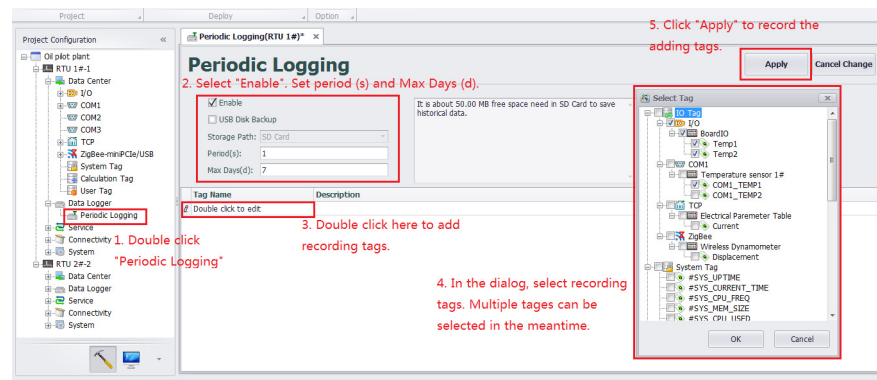 Project
Deploy
Option
Project Configuration
«
Periodic Logging(RTU 1#)* ×
5. Click "Apply" to record the
adding tags.
Oil pilot plant
RTU 1#-1
Data Center
I/O
COM1
COM2
COM3
TCP
ZigBee-miniPCIe/USB
System Tag
Calculation Tag
User Tag
Data Logger
Periodic Logging
Service
Connectivity
System
RTU 2#-2
Data Center
Data Logger
Service
Connectivity
System
1. Double click
"Periodic Logging"
Periodic Logging
Apply
Cancel Change
2. Select "Enable". Set period (s) and Max Days (d).
Enable
USB Disk Backup
Storage Path: SD Card
Period(s): 1
Max Days(d): 7
It is about 50.00 MB free space need in SD Card to save
historical data.
Tag Name
Description
Double click to edit
3. Double click here to add
recording tags.
4. In the dialog, select recording
tags. Multiple tages can be
selected in the meantime.
Select Tag
IO Tag
I/O
BoardIO
Temp1
Temp2
COM1
Temperature sensor 1#
COM1_TEMP1
COM1_TEMP2
TCP
Electrical Paremeter Table
Current
ZigBee
Wireless Dynamometer
Displacement
System Tag
#SYS_UPTIME
#SYS_CURRENT_TIME
#SYS_CPU_FREQ
#SYS_MEM_SIZE
#SYS_CPU_USED
OK
Cancel